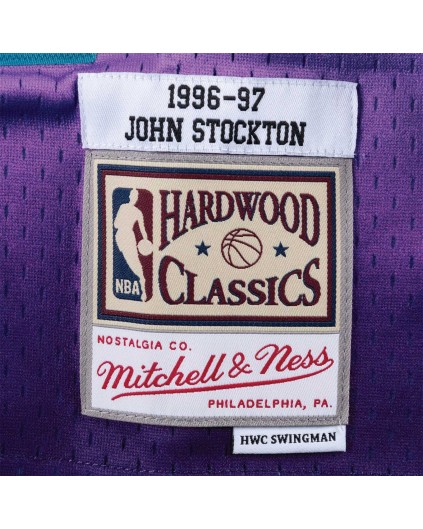 1996-97
JOHN STOCKTON
HARDWOOD
NBA
CLASSICS
NOSTALGIA CO.
Mitchell & Ness
PHILADELPHIA, PA.
HWC SWINGMAN